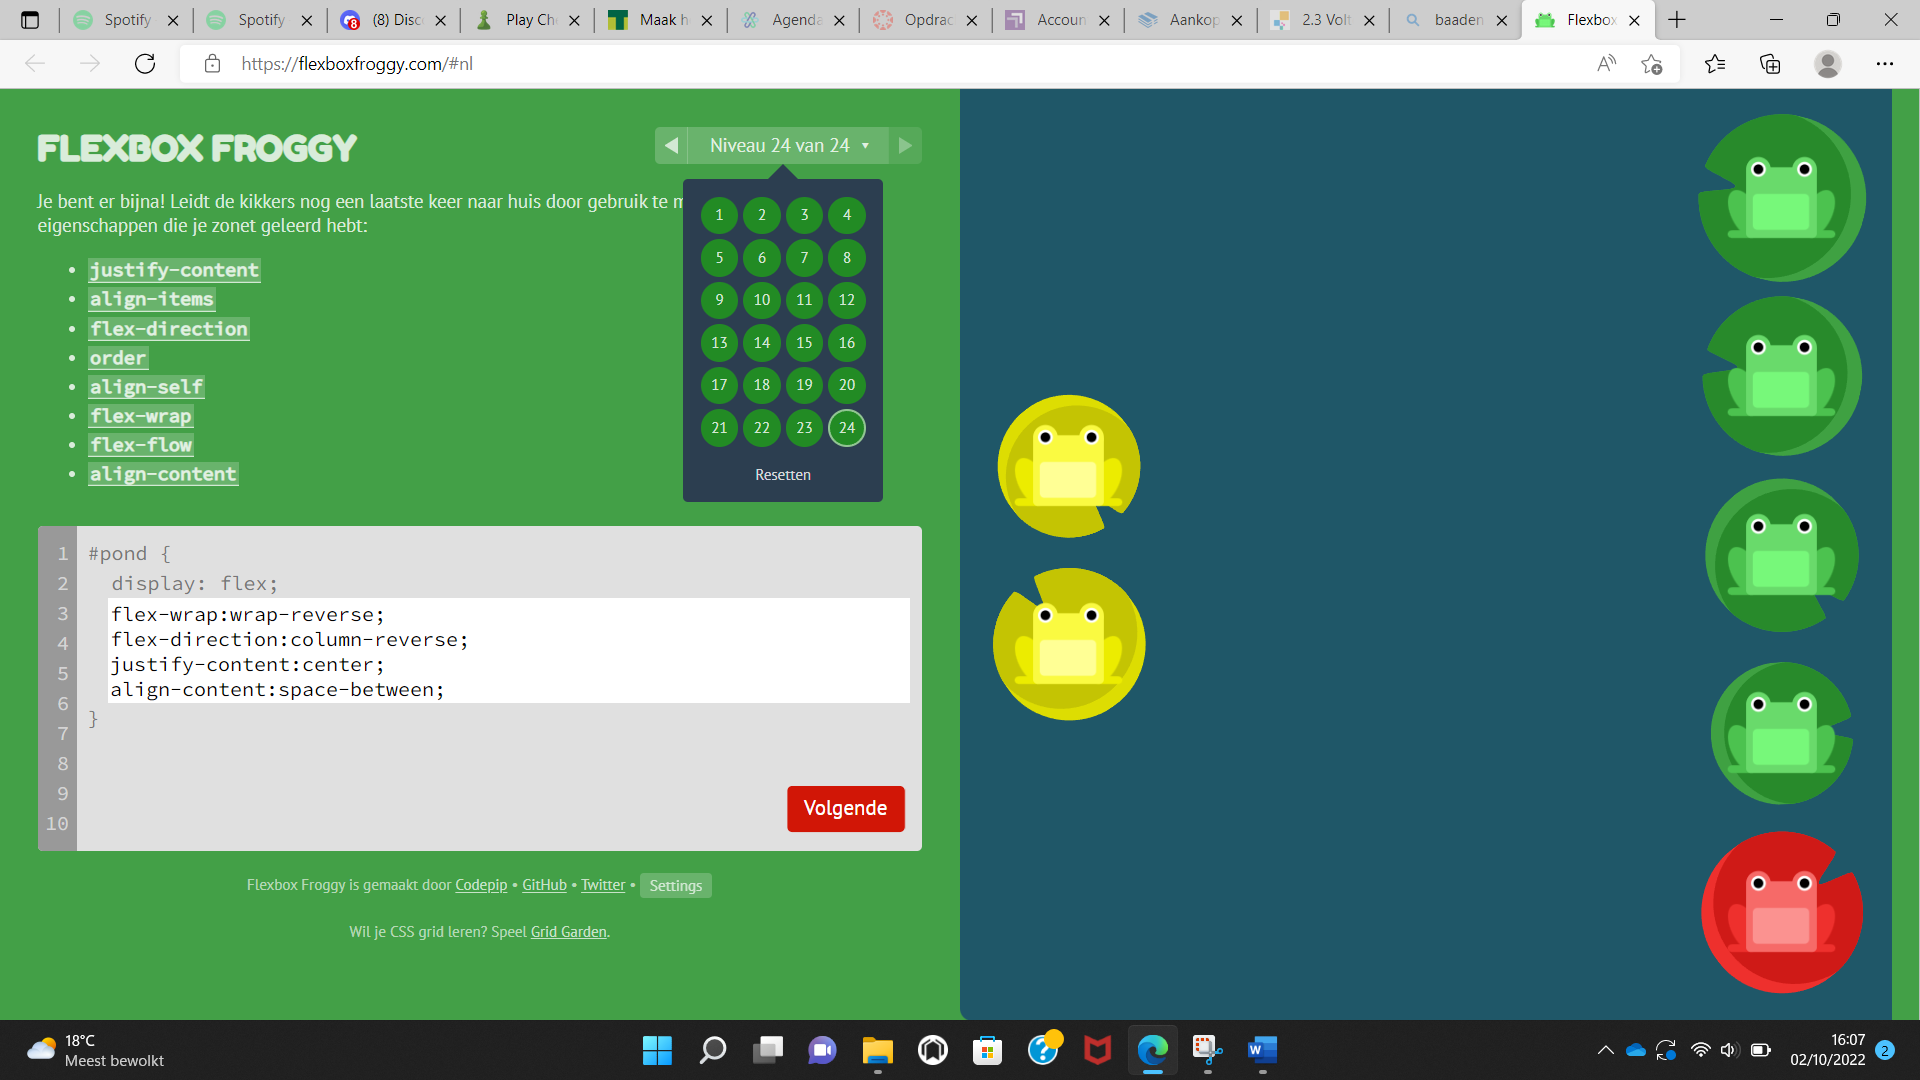 Spotify
Spotify
(8) Disc
Play Ch
Maak h
Agenda
Opdrac
Accoun
Aankop
2.3 Volt
baaden
Flexbox
https://flexboxfroggy.com/#nl
FLEXBOX FROGGY
Niveau 24 van 24
Je bent er bijna! Leidt de kikkers nog een laatste keer naar huis door gebruik te m
eigenschappen die je zonet geleerd hebt:
justify-content
align-items
flex-direction
order
align-self
flex-wrap
flex-flow
align-content
1 2 3 4
5 6 7 8
9 10 11 12
13 14 15 16
17 18 19 20
21 22 23 24
Resetten
1 #pond {
2 display: flex;
3 flex-wrap:wrap-reverse;
4 flex-direction:column-reverse;
5 justify-content:center;
6 align-content:space-between;
7 }
8
9
10
Volgende
Flexbox Froggy is gemaakt door Codepip • GitHub • Twitter • Settings
Wil je CSS grid leren? Speel Grid Garden.
18°C
Meest bewolkt
16:07
02/10/2022
2